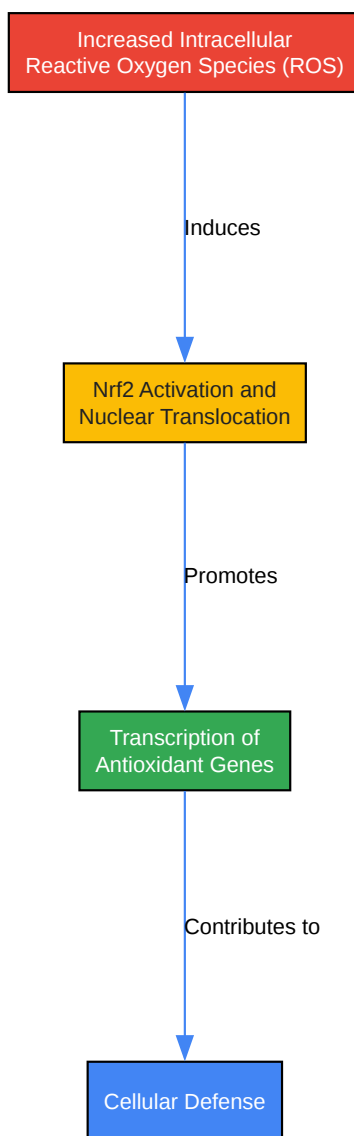 Increased Intracellular
Reactive Oxygen Species (ROS)
Induces
Nrf2 Activation and
Nuclear Translocation
Promotes
Transcription of
Antioxidant Genes
Contributes to
Cellular Defense